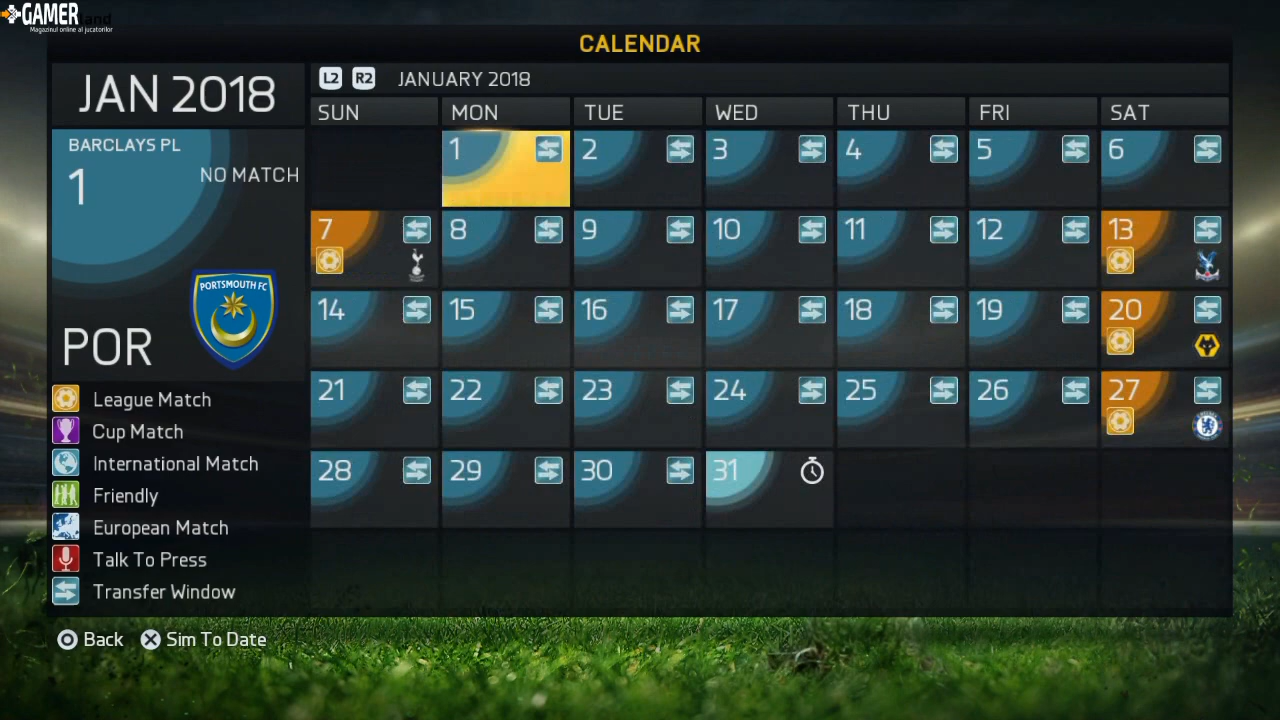 GAMER
land
Magazinul online al jucatorilor
CALENDAR
JAN 2018
L2 R2 JANUARY 2018
SUN MON TUE WED THU FRI SAT
BARCLAYS PL
1 NO MATCH
PORTSMOUTH FC
POR
1 2 3 4 5 6
7 8 9 10 11 12 13
14 15 16 17 18 19 20
21 22 23 24 25 26 27
28 29 30 31
League Match
Cup Match
International Match
Friendly
European Match
Talk To Press
Transfer Window
Back Sim To Date